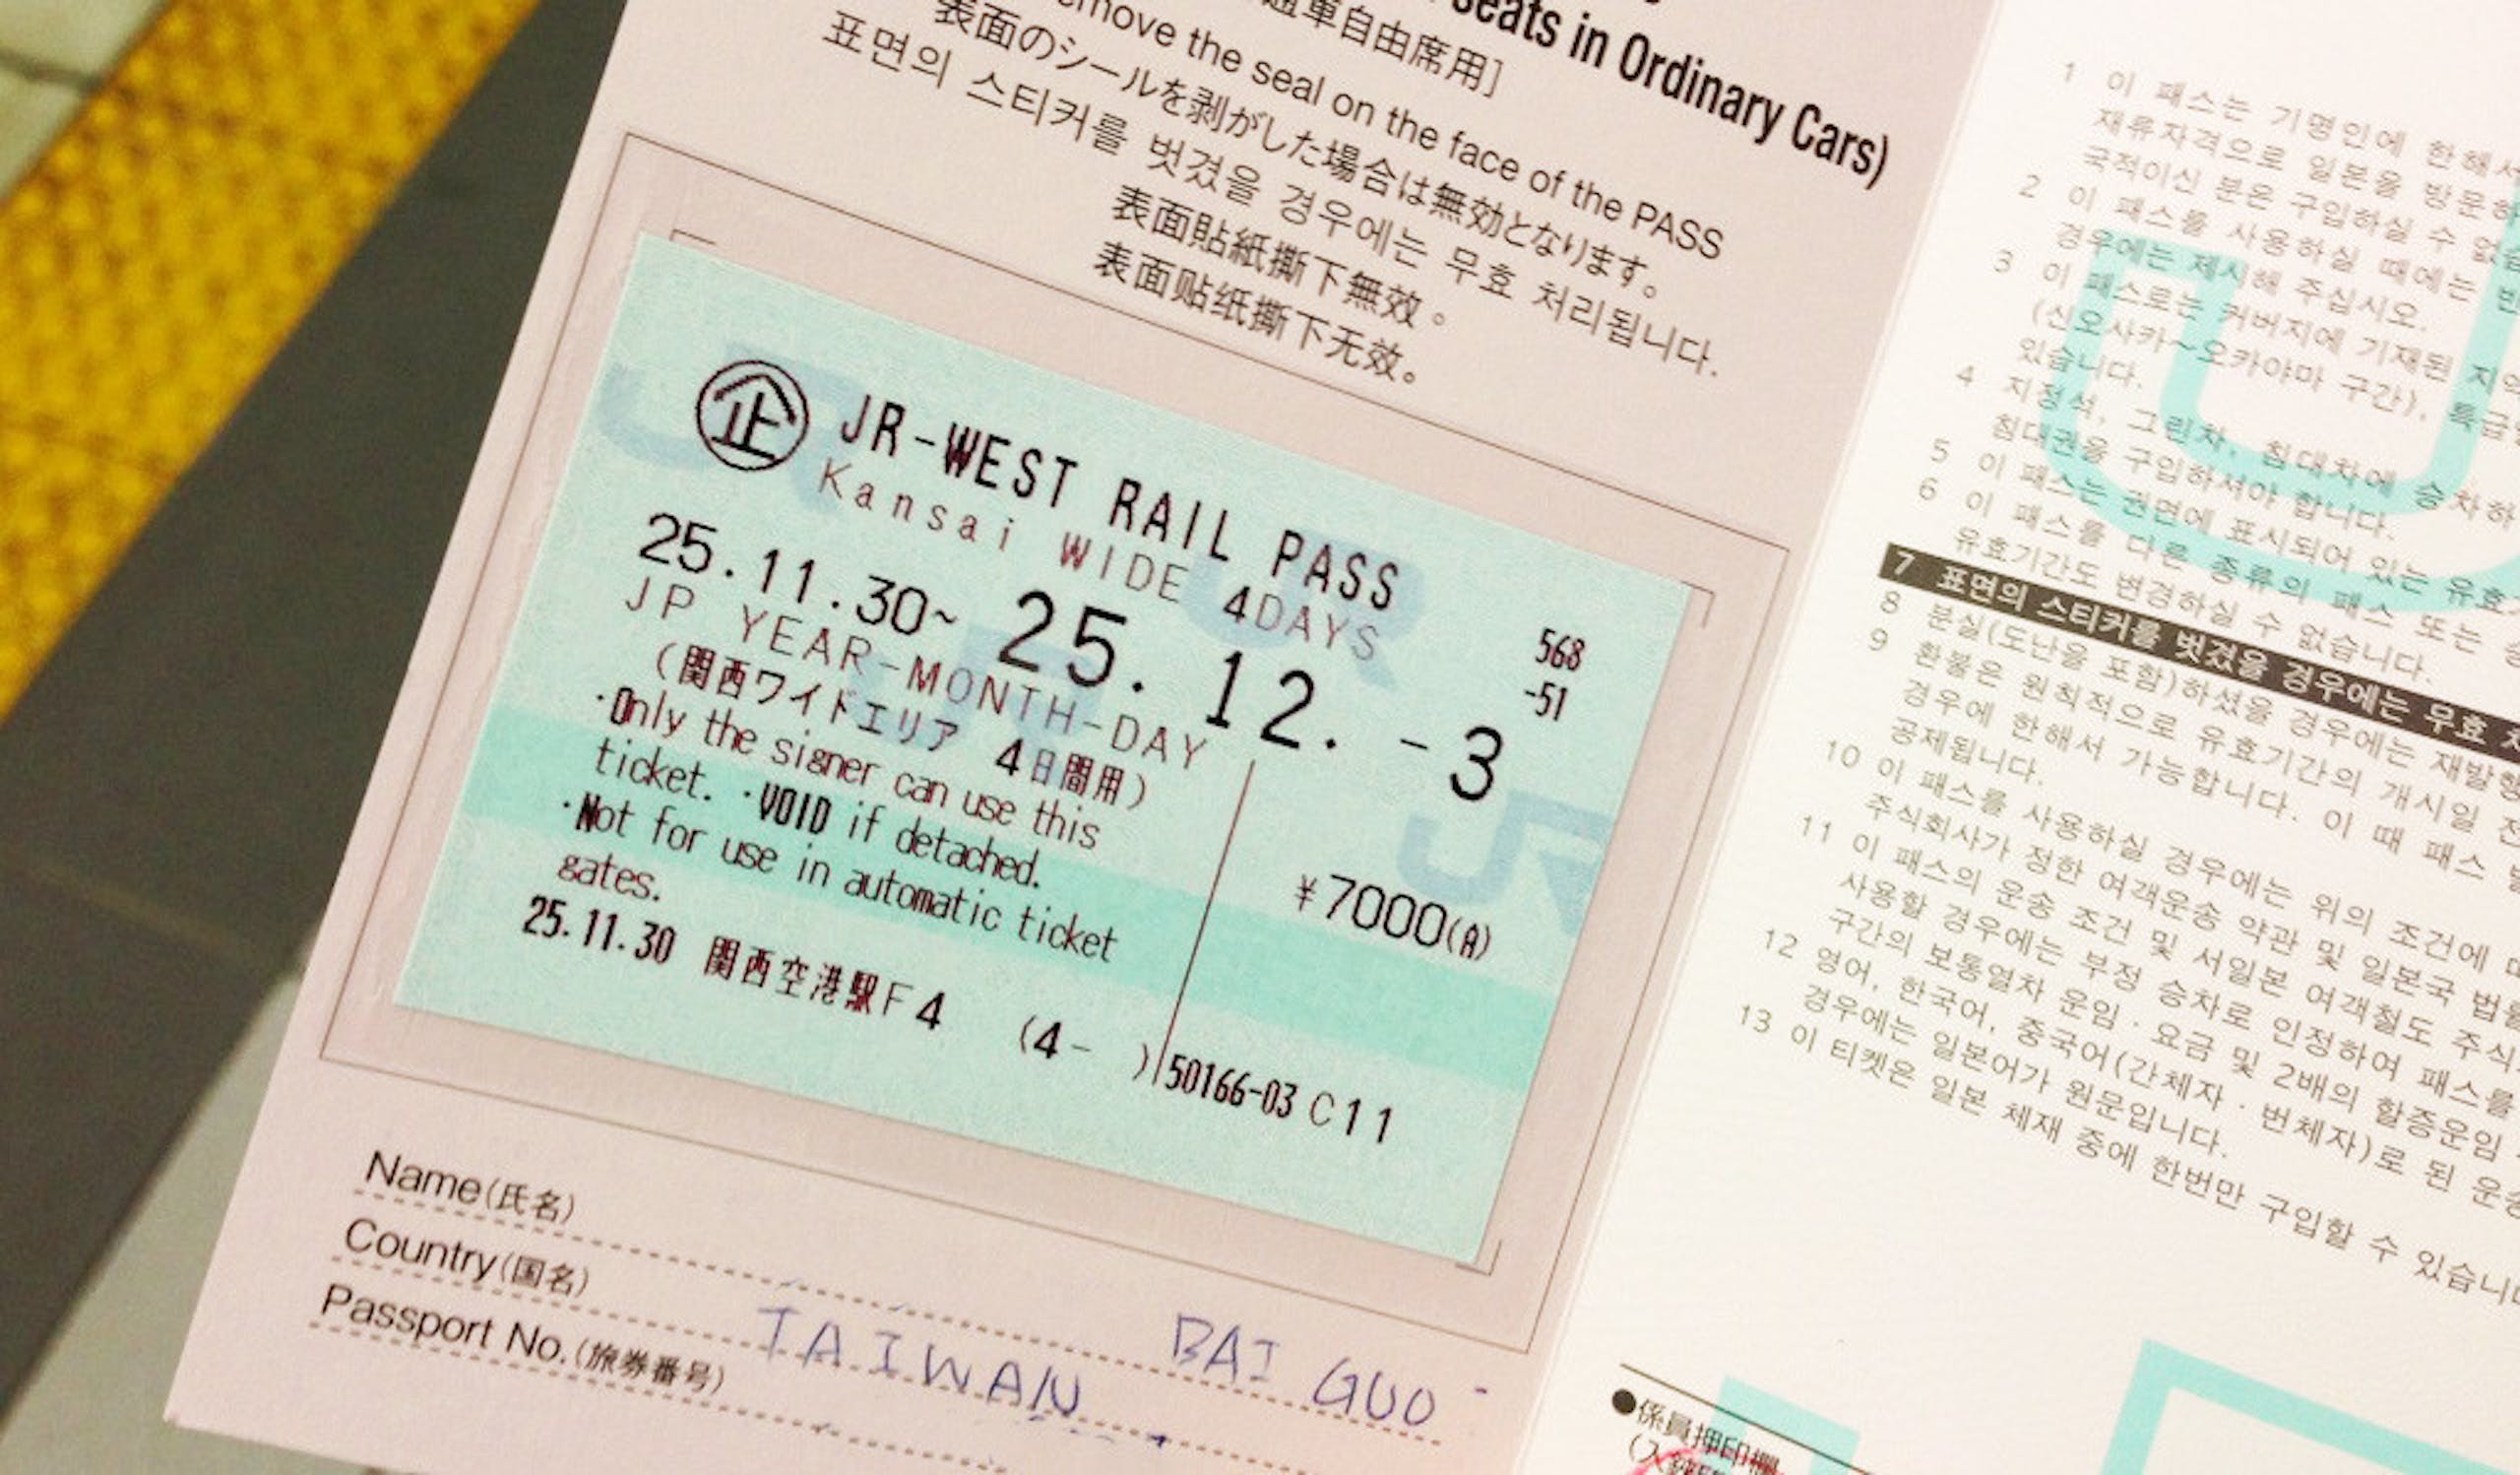 seats in Ordinary Cars)
車自由席用]
remove the seal on the face of the PASS
表面のシールを剥がした場合は無効となります。
표면의 스티커를 벗겼을 경우에는 무효 처리됩니다.
表面貼紙撕下無效。
表面贴纸撕下无效。
企 JR-WEST RAIL PASS
Kansai WIDE 4DAYS
568
-51
25.11.30~ 25.12.-3
JP YEAR-MONTH-DAY
(関西ワイドエリア 4日間用)
·Only the signer can use this
ticket. ·VOID if detached.
·Not for use in automatic ticket
gates.
¥7000(A)
25.11.30 関西空港駅F4 (4- )
50166-03 C11
Name(氏名)
BAI GUO
Country(国名)
TAIWAN
Passport No.(旅券番号)
1 이 패스는 기명인에 한해서
재류자격으로 일본을 방문하
국적이신 분은 구입하실 수 없습
2 이 패스를 사용하실 때에는 반
경우에는 제시해 주십시오.
3 이 패스로는 커버지에 기재된 지역
(신오사카~오카야마 구간), 특급
있습니다.
4 지정석, 그린차, 침대차에 승차하
침대권을 구입하셔야 합니다.
5 이 패스는 권면에 표시되어 있는 유효
6 이 패스를 다른 종류의 패스 또는 승
유효기간도 변경하실 수 없습니다.
7 표면의 스티커를 벗겼을 경우에는 무효 처
8 분실(도난을 포함)하셨을 경우에는 재발행
9 환불은 원칙적으로 유효기간의 개시일 전
경우에 한해서 가능합니다. 이 때 패스
공제됩니다.
10 이 패스를 사용하실 경우에는 위의 조건에
주식회사가 정한 여객운송 약관 및 일본국 법
11 이 패스의 운송 조건 및 서일본 여객철도 주식
사용할 경우에는 부정 승차로 인정하여 패스를
구간의 보통열차 운임·요금 및 2배의 할증운임
12 영어, 한국어, 중국어(간체자·번체자)로 된 운송
경우에는 일본어가 원문입니다.
13 이 티켓은 일본 체재 중에 한번만 구입할 수 있습니
●係員押印欄